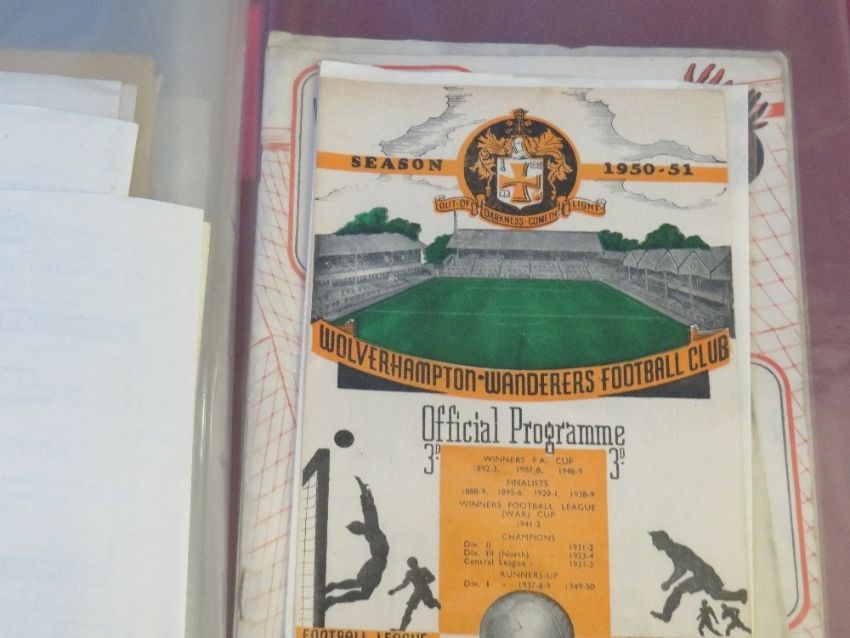 SEASON 1950-51
OUT·OF DARKNESS·COMETH LIGHT·
WOLVERHAMPTON·WANDERERS FOOTBALL CLUB
Official Programme
3D. 3D.
WINNERS F.A. CUP
1892-3, 1907-8, 1948-9
FINALISTS
1888-9, 1895-6, 1920-1, 1938-9
WINNERS FOOTBALL LEAGUE
(WAR) CUP
1941-2
CHAMPIONS
Div. II - 1931-2
Div. III (North) - 1923-4
Central League - 1931-2
RUNNERS-UP
Div. I - 1937-8-9 1949-50
FOOTBALL LEAGUE